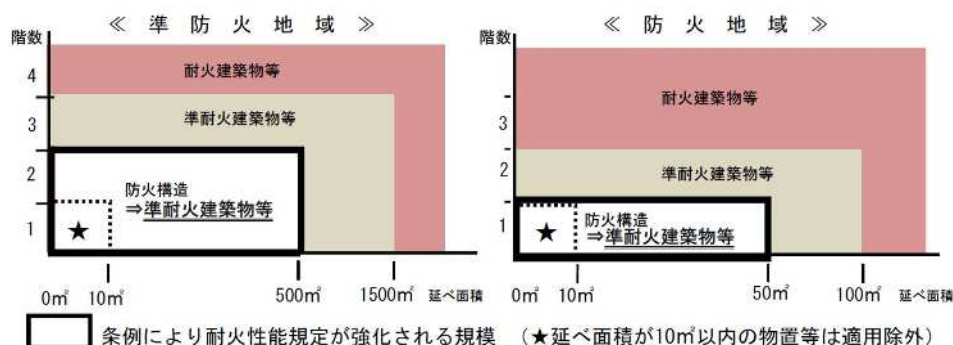 ≪ 準 防 火 地 域 ≫
階数
4
3
2
1
耐火建築物等
準耐火建築物等
防火構造
⇒準耐火建築物等
★
0㎡ 10㎡ 500㎡ 1500㎡ 延べ面積
≪ 防 火 地 域 ≫
階数
3
2
1
耐火建築物等
準耐火建築物等
防火構造
⇒準耐火建築物等
★
0㎡ 10㎡ 50㎡ 100㎡ 延べ面積
条例により耐火性能規定が強化される規模 （★延べ面積が10㎡以内の物置等は適用除外）